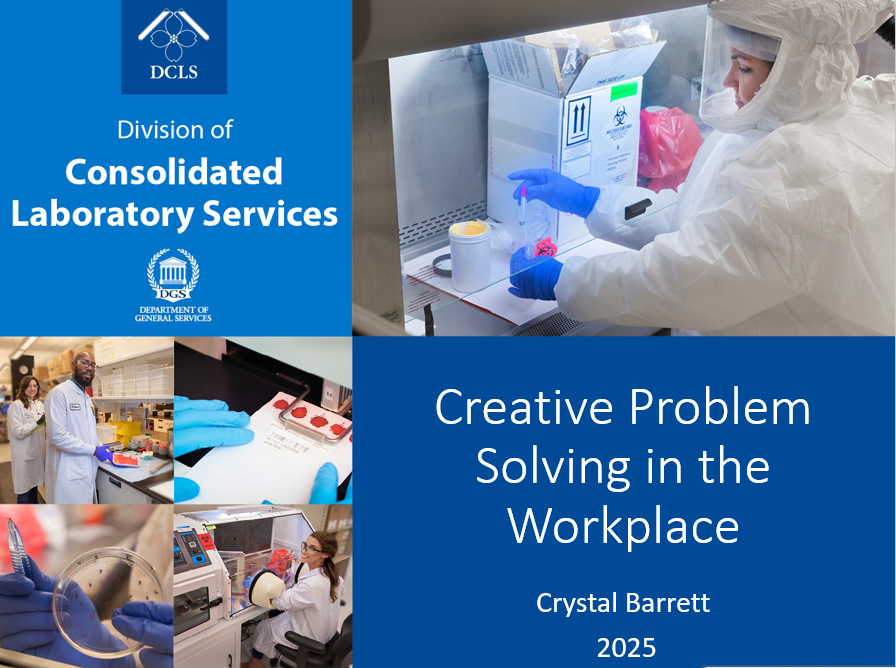 DCLS
Division of
Consolidated
Laboratory Services
DGS
DEPARTMENT OF
GENERAL SERVICES
Creative Problem
Solving in the
Workplace
Crystal Barrett
2025